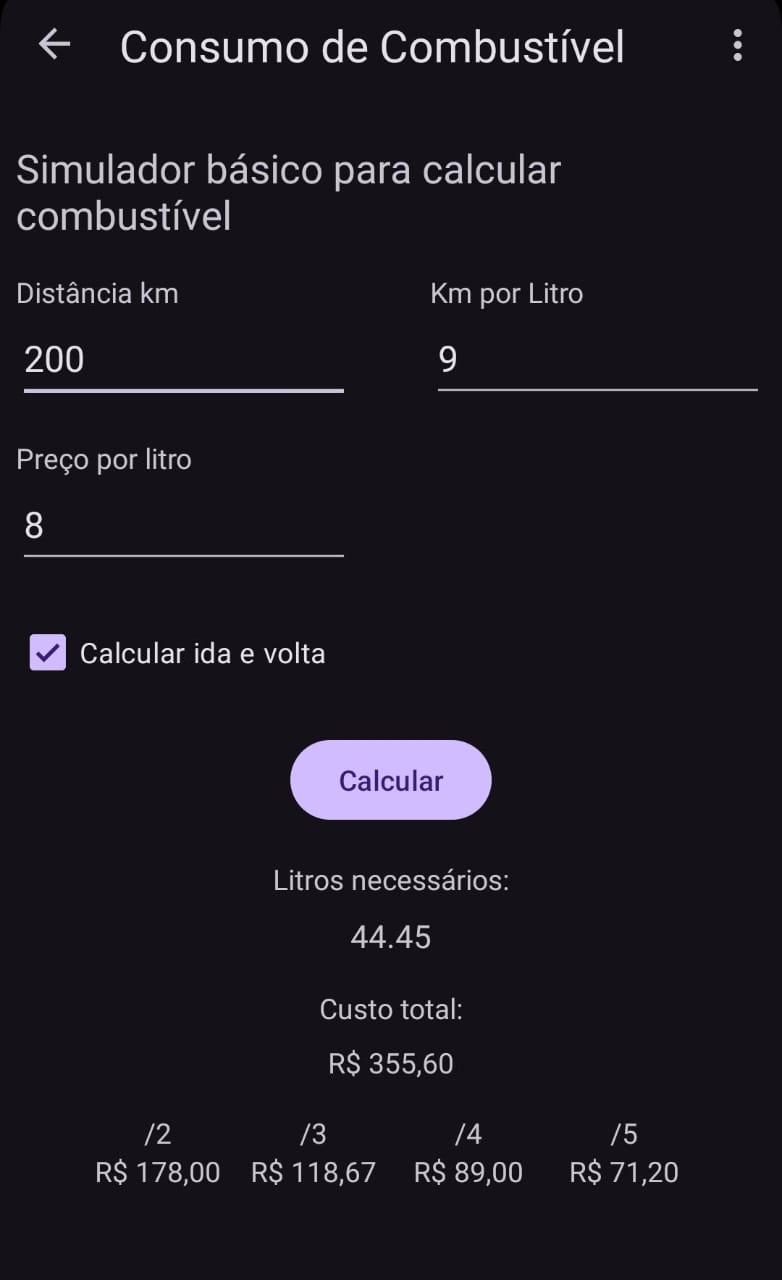 Consumo de Combustível
Simulador básico para calcular
combustível
Distância km
Km por Litro
200
9
Preço por litro
8
Calcular ida e volta
Calcular
Litros necessários:
44.45
Custo total:
R$ 355,60
/2 /3 /4 /5
R$ 178,00 R$ 118,67 R$ 89,00 R$ 71,20